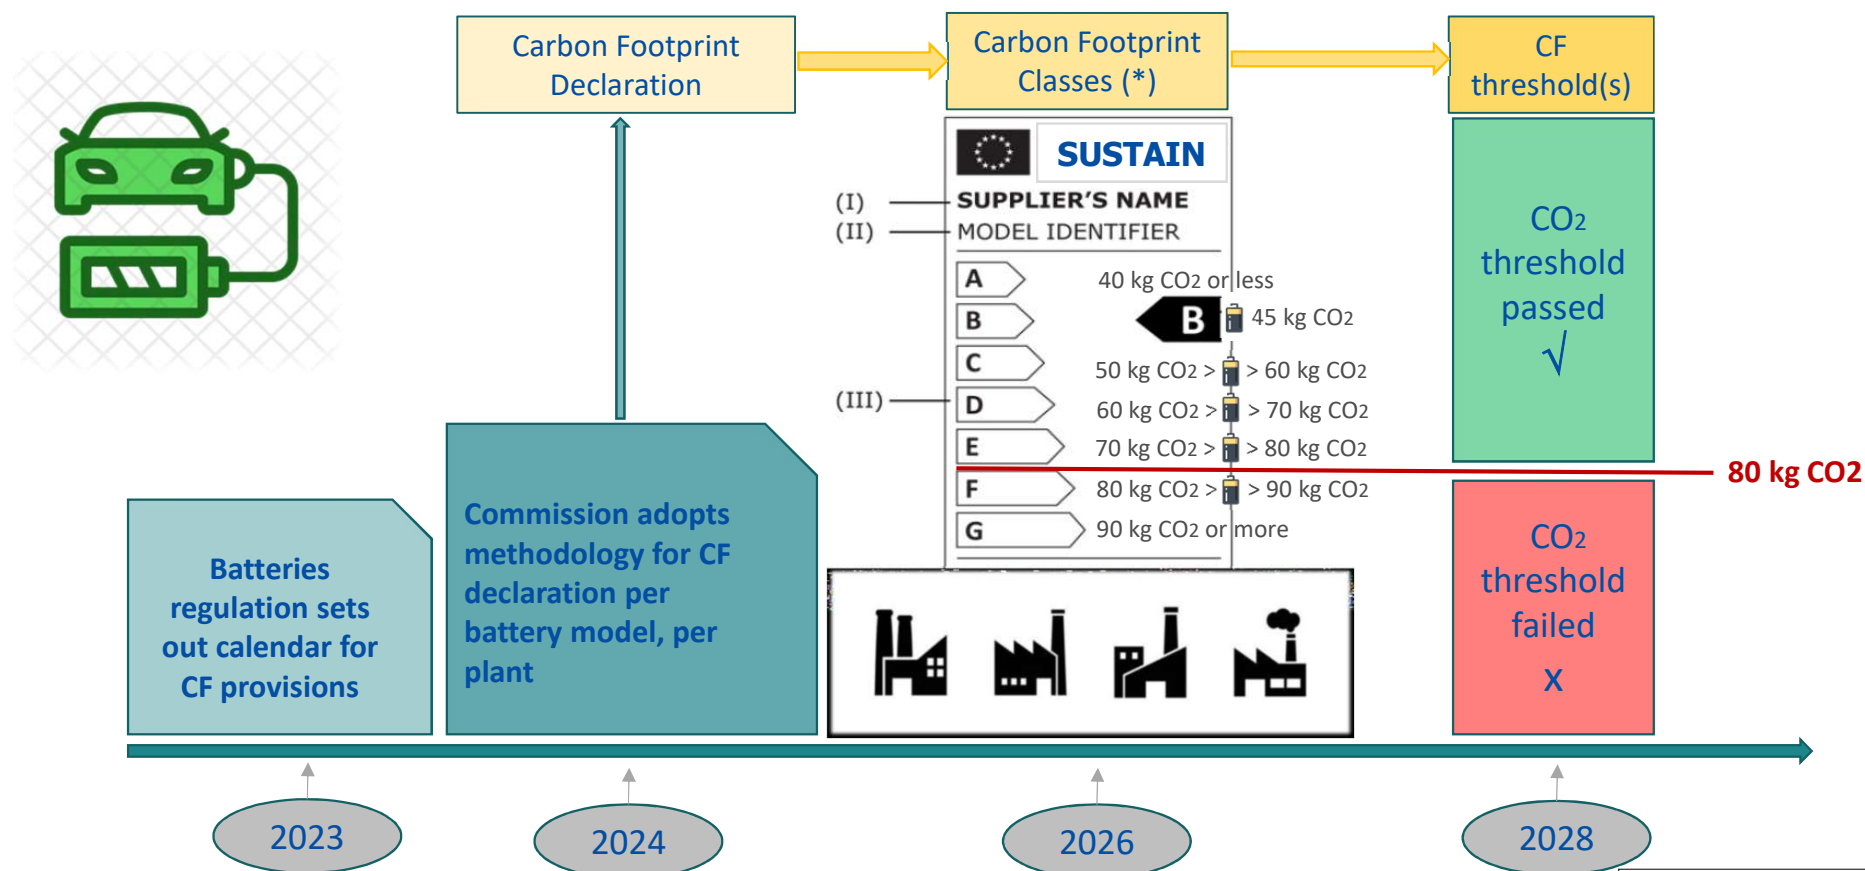 Carbon Footprint
Declaration
Carbon Footprint
Classes (*)
CF
threshold(s)
SUSTAIN
(I)
SUPPLIER'S NAME
(II)
MODEL IDENTIFIER
A
40 kg CO2 or less
B
B
45 kg CO2
C
50 kg CO2 > > 60 kg CO2
(III)
D
60 kg CO2 > > 70 kg CO2
E
70 kg CO2 > > 80 kg CO2
F
80 kg CO2 > > 90 kg CO2
G
90 kg CO2 or more
CO2
threshold
passed
√
80 kg CO2
CO2
threshold
failed
x
Batteries
regulation sets
out calendar for
CF provisions
Commission adopts
methodology for CF
declaration per
battery model, per
plant
2023
2024
2026
2028